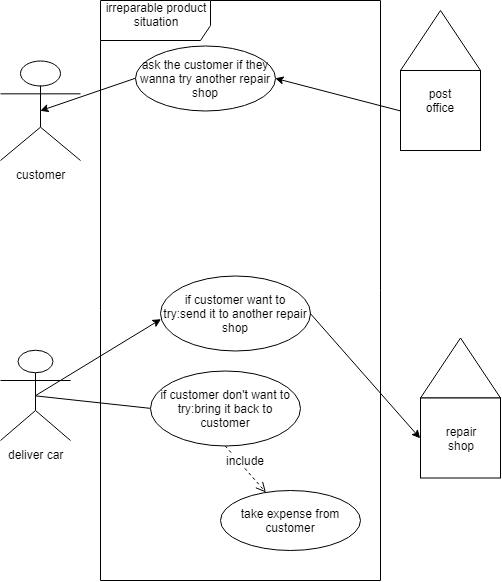 irreparable product
situation
ask the customer if they
wanna try another repair
shop
post
office
customer
if customer want to
try:send it to another repair
shop
if customer don't want to
try:bring it back to
customer
repair
shop
deliver car
include
take expense from
customer